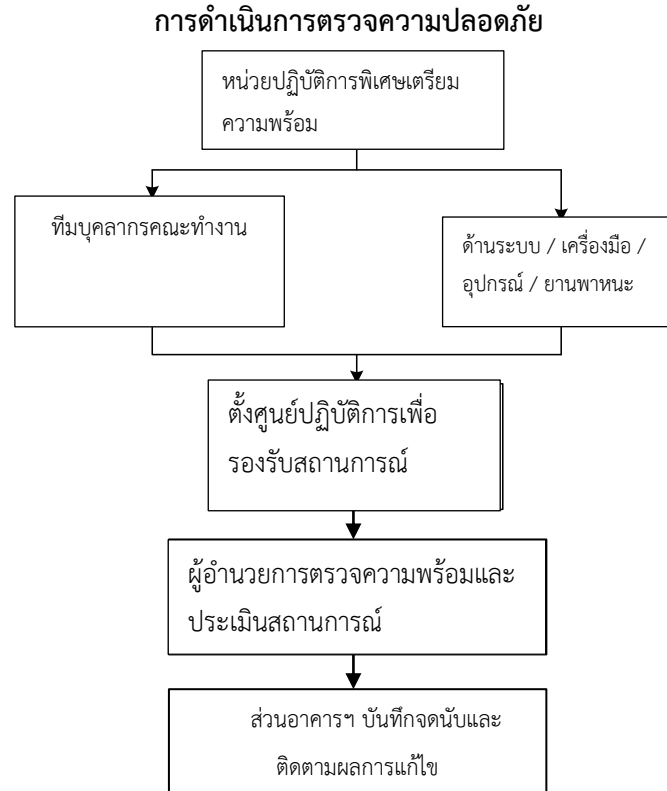 การดำเนินการตรวจความปลอดภัย
หน่วยปฏิบัติการพิเศษเตรียม
ความพร้อม
ทีมบุคลากรคณะทำงาน
ด้านระบบ / เครื่องมือ /
อุปกรณ์ / ยานพาหนะ
ตั้งศูนย์ปฏิบัติการเพื่อ
รองรับสถานการณ์
ผู้อำนวยการตรวจความพร้อมและ
ประเมินสถานการณ์
ส่วนอาคารฯ บันทึกจดนับและ
ติดตามผลการแก้ไข